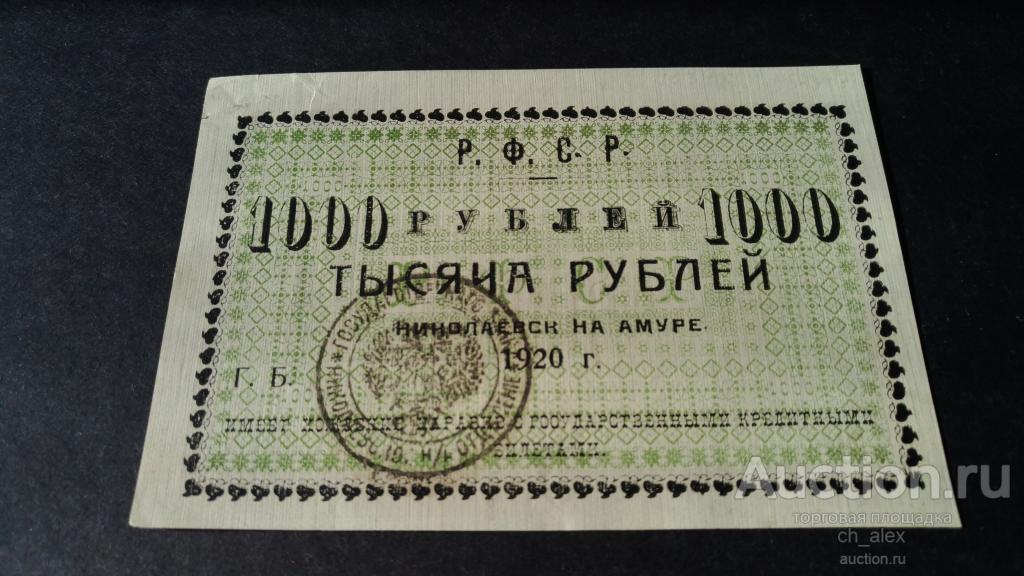 Р. Ф. С. Р.
1000 РУБЛЕЙ 1000
ТЫСЯЧА РУБЛЕЙ
НИКОЛАЕВСК НА АМУРЕ.
1920 г.
Г. Б.
ИМЕЕТ ХОЖДЕНИЕ НАРАВНЕ С ГОСУДАРСТВЕННЫМИ КРЕДИТНЫМИ
БИЛЕТАМИ.
Auction.ru
торговая площадка
ch_alex
auction.ru